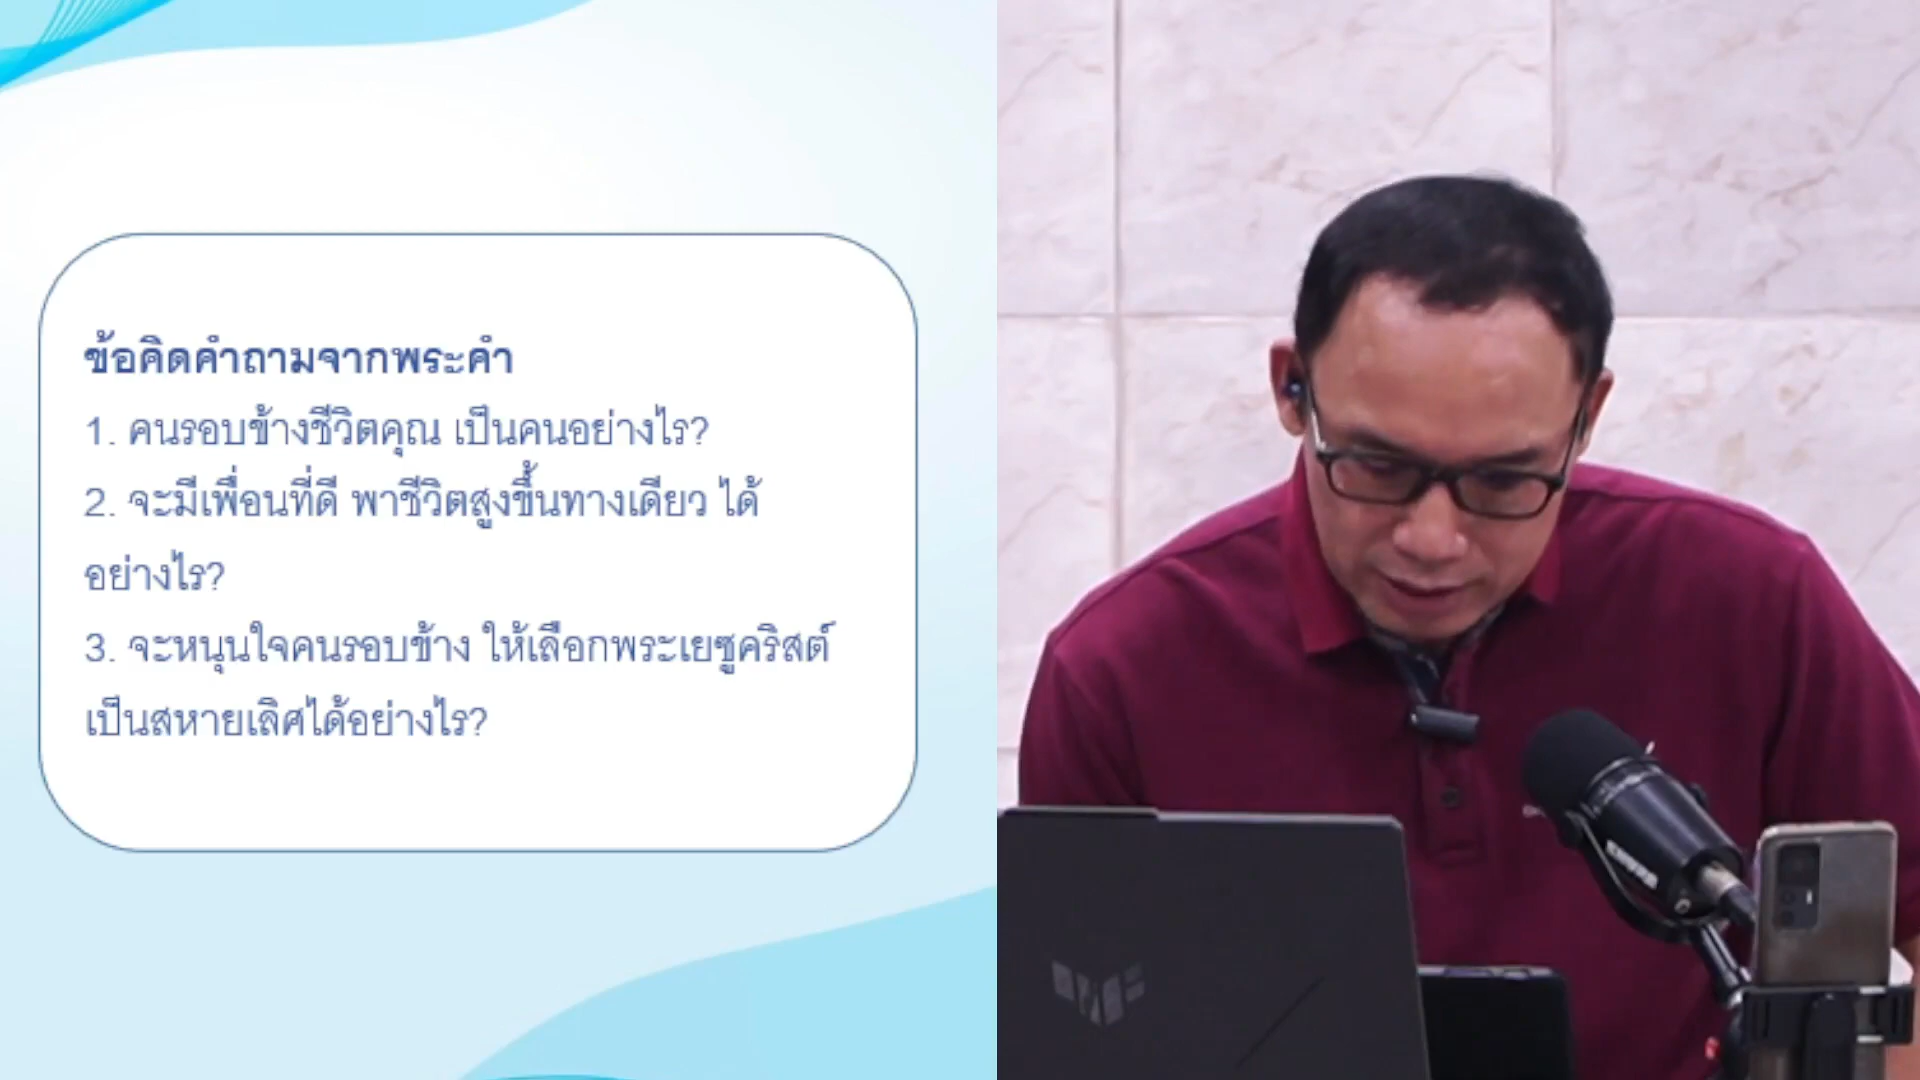 ข้อคิดคำถามจากพระคำ
1. คนรอบข้างชีวิตคุณ เป็นคนอย่างไร?
2. จะมีเพื่อนที่ดี พาชีวิตสูงขึ้นทางเดียว ได้
อย่างไร?
3. จะหนุนใจคนรอบข้าง ให้เลือกพระเยซูคริสต์
เป็นสหายเลิศได้อย่างไร?